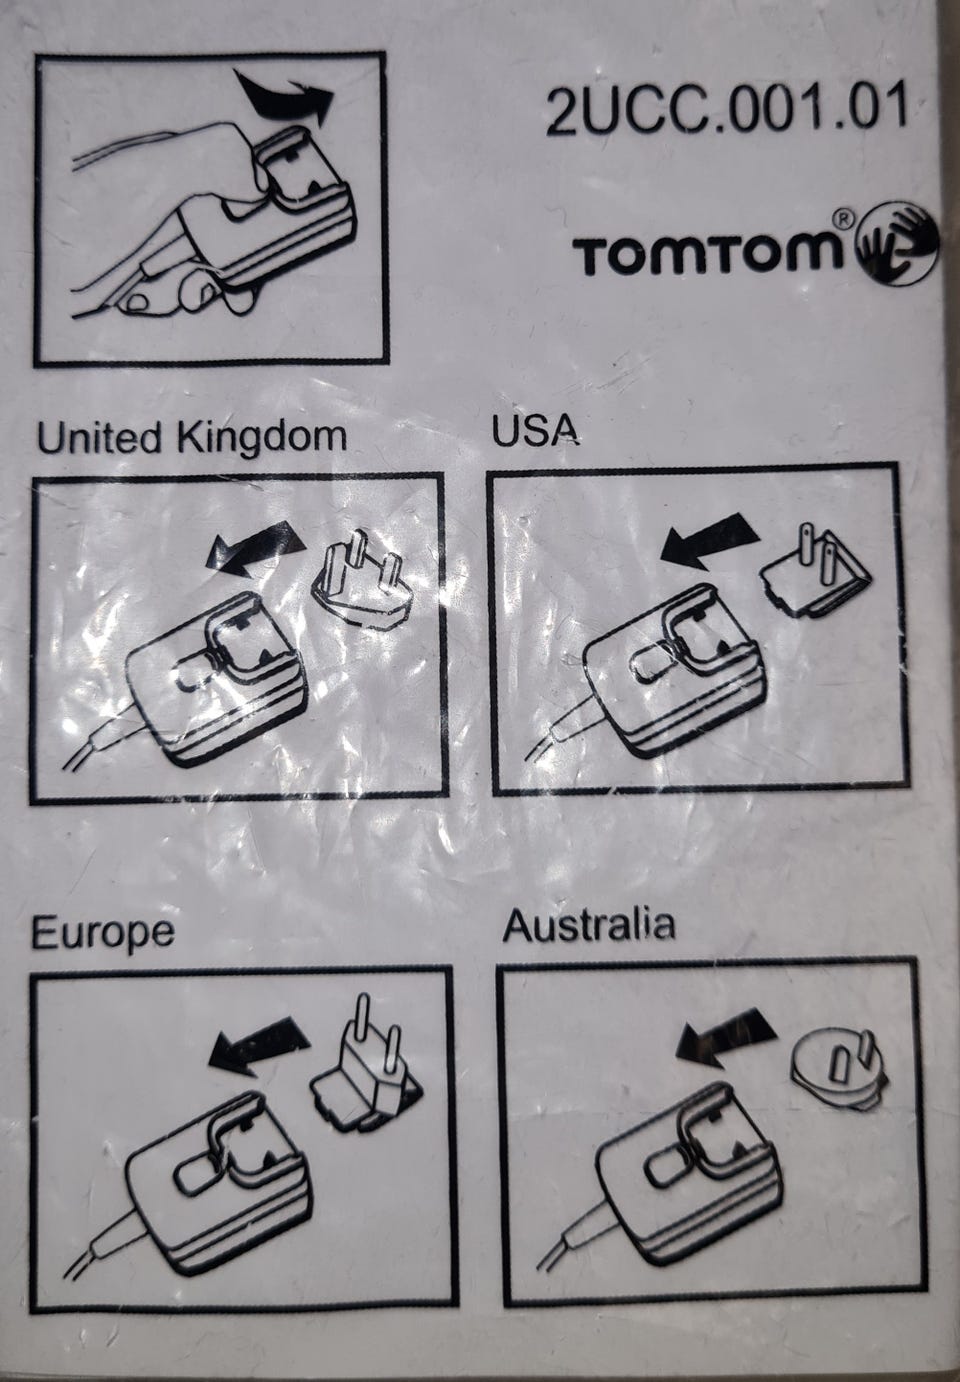 2UCC.001.01
TOMTOM®
United Kingdom
USA
Europe
Australia